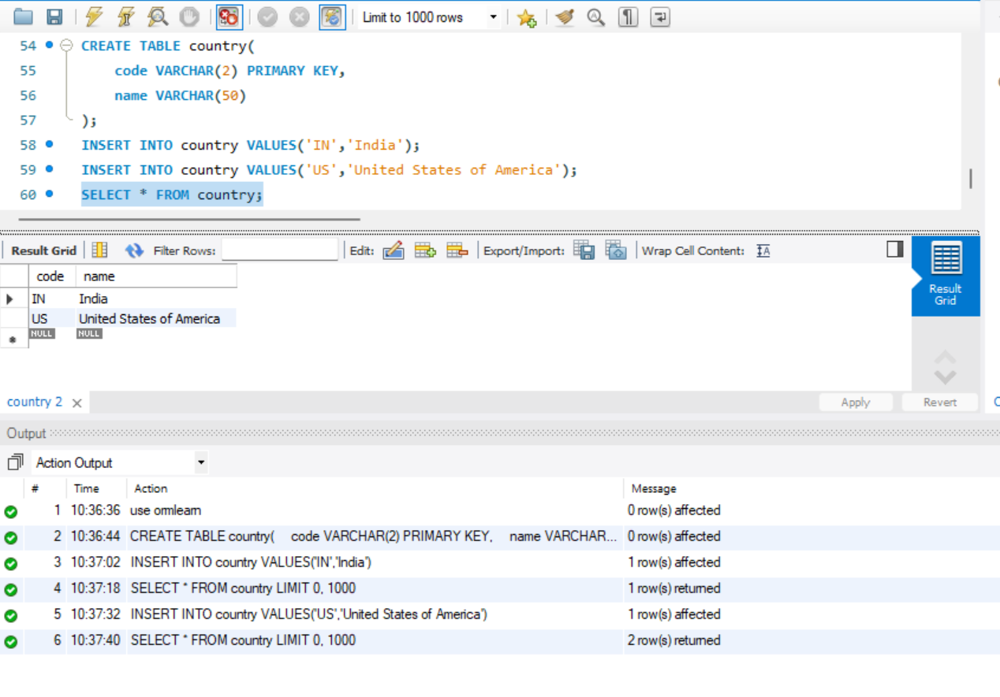 Limit to 1000 rows
54 CREATE TABLE country(
55 code VARCHAR(2) PRIMARY KEY,
56 name VARCHAR(50)
57 );
58 INSERT INTO country VALUES('IN','India');
59 INSERT INTO country VALUES('US','United States of America');
60 SELECT * FROM country;
Result Grid Filter Rows: Edit: Export/Import: Wrap Cell Content: IA
Result
Grid
code name
IN India
US United States of America
NULL NULL
country 2 Apply Revert
Output
Action Output
# Time Action Message
1 10:36:36 use ormlearn 0 row(s) affected
2 10:36:44 CREATE TABLE country( code VARCHAR(2) PRIMARY KEY, name VARCHAR... 0 row(s) affected
3 10:37:02 INSERT INTO country VALUES('IN','India') 1 row(s) affected
4 10:37:18 SELECT * FROM country LIMIT 0, 1000 1 row(s) returned
5 10:37:32 INSERT INTO country VALUES('US','United States of America') 1 row(s) affected
6 10:37:40 SELECT * FROM country LIMIT 0, 1000 2 row(s) returned